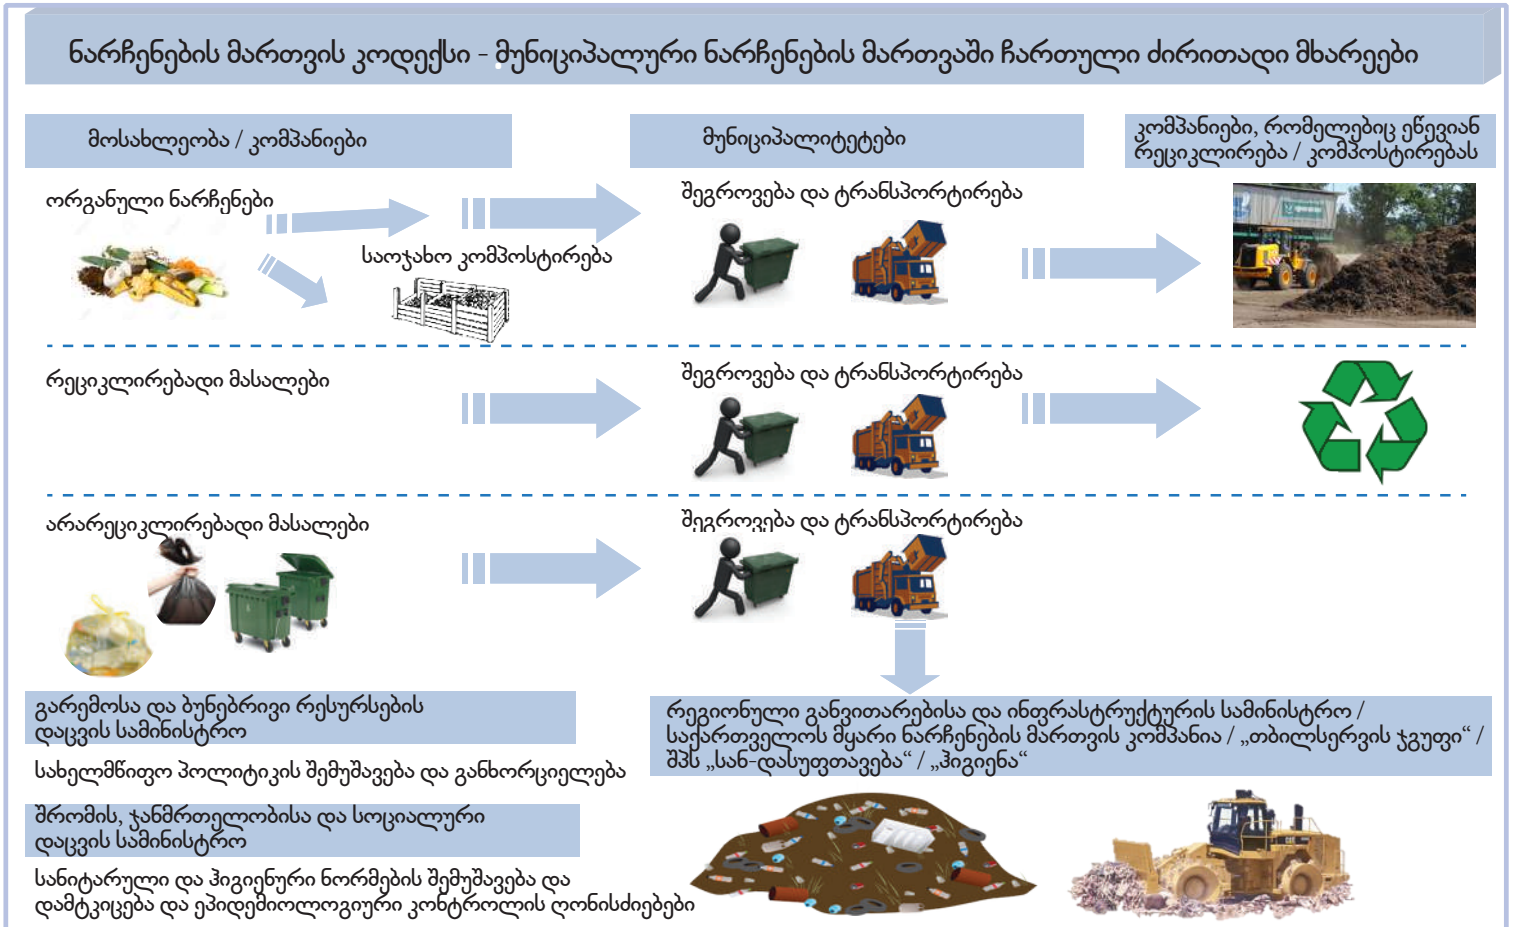 ნარჩენების მართვის კოდექსი - მუნიციპალური ნარჩენების მართვაში ჩართული ძირითადი მხარეები
მოსახლეობა / კომპანიები
მუნიციპალიტეტები
კომპანიები, რომლებიც ეწევიან
რეციკლირება / კომპოსტირებას
ორგანული ნარჩენები
შეგროვება და ტრანსპორტირება
საოჯახო კომპოსტირება
რეციკლირებადი მასალები
შეგროვება და ტრანსპორტირება
არარეციკლირებადი მასალები
შეგროვება და ტრანსპორტირება
გარემოსა და ბუნებრივი რესურსების
დაცვის სამინისტრო
სახელმწიფო პოლიტიკის შემუშავება და განხორციელება
შრომის, ჯანმრთელობისა და სოციალური
დაცვის სამინისტრო
სანიტარული და ჰიგიენური ნორმების შემუშავება და
დამტკიცება და ეპიდემიოლოგიური კონტროლის ღონისძიებები
რეგიონული განვითარებისა და ინფრასტრუქტურის სამინისტრო /
საქართველოს მყარი ნარჩენების მართვის კომპანია / „თბილსერვის ჯგუფი“ /
შპს „სან-დასუფთავება“ / „ჰიგიენა“
CAT